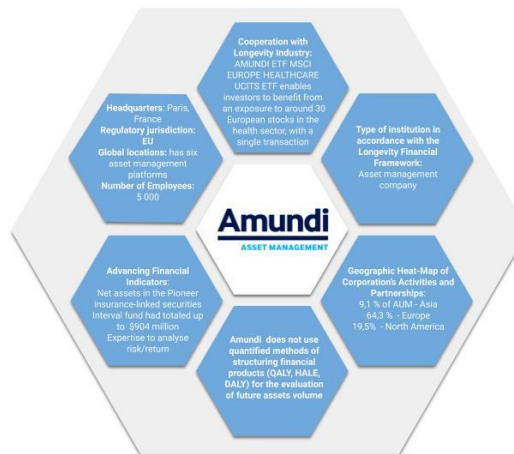 Cooperation with
Longevity Industry:
AMUNDI ETF MSCI
EUROPE HEALTHCARE
UCITS ETF enables
investors to benefit from
an exposure to around 30
European stocks in the
health sector, with a
single transaction
Headquarters: Paris,
France
Regulatory jurisdiction:
EU
Global locations: has six
asset management
platforms
Number of Employees:
5 000
Type of institution in
accordance with the
Longevity Financial
Framework:
Asset management
company
Amundi
ASSET MANAGEMENT
Advancing Financial
Indicators:
Net assets in the Pioneer
insurance-linked securities
Interval fund had totaled up
to $904 million
Expertise to analyse
risk/return
Geographic Heat-Map of
Corporation's Activities and
Partnerships:
9,1 % of AUM - Asia
64,3 % - Europe
19,5% - North America
Amundi does not use
quantified methods of
structuring financial
products (QALY, HALE,
DALY) for the evaluation
of future assets volume